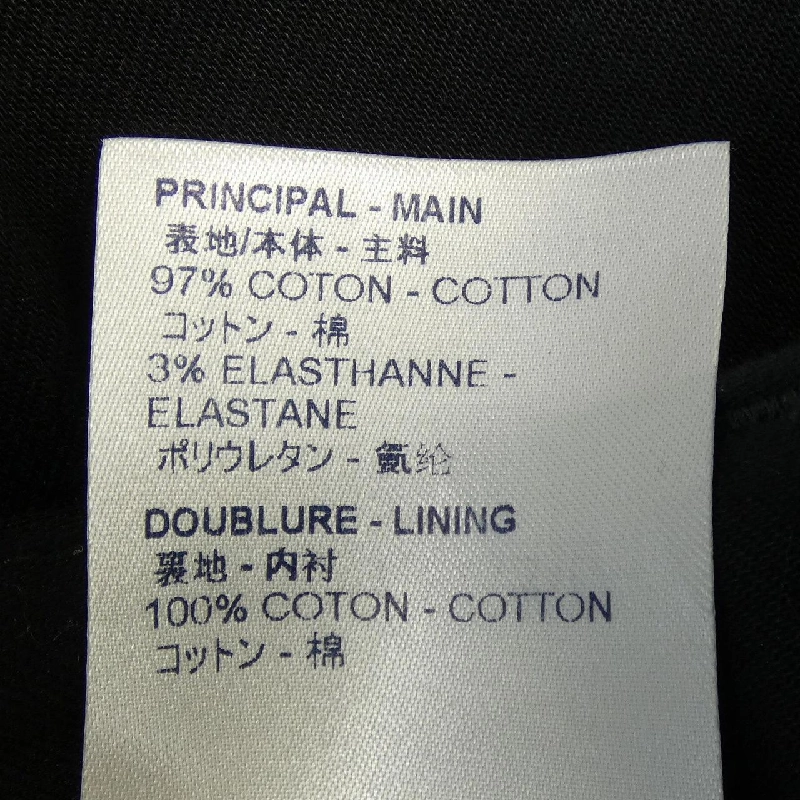 PRINCIPAL - MAIN
表地/本体 - 主料
97% COTON - COTTON
コットン - 棉
3% ELASTHANNE -
ELASTANE
ポリウレタン - 氨纶
DOUBLURE - LINING
裏地 - 内衬
100% COTON - COTTON
コットン - 棉